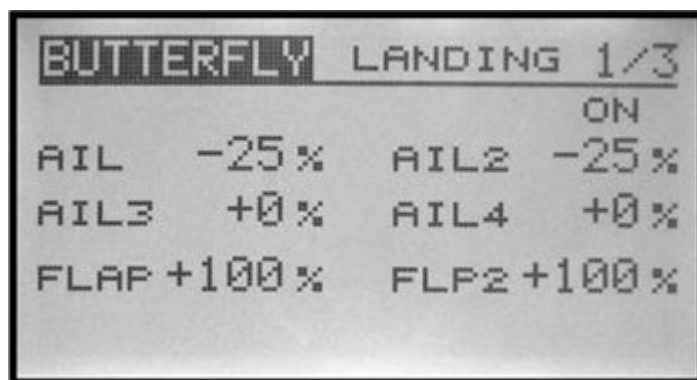 BUTTERFLY LANDING 1/3
ON
AIL -25% AIL2 -25%
AIL3 +0% AIL4 +0%
FLAP +100% FLP2 +100%